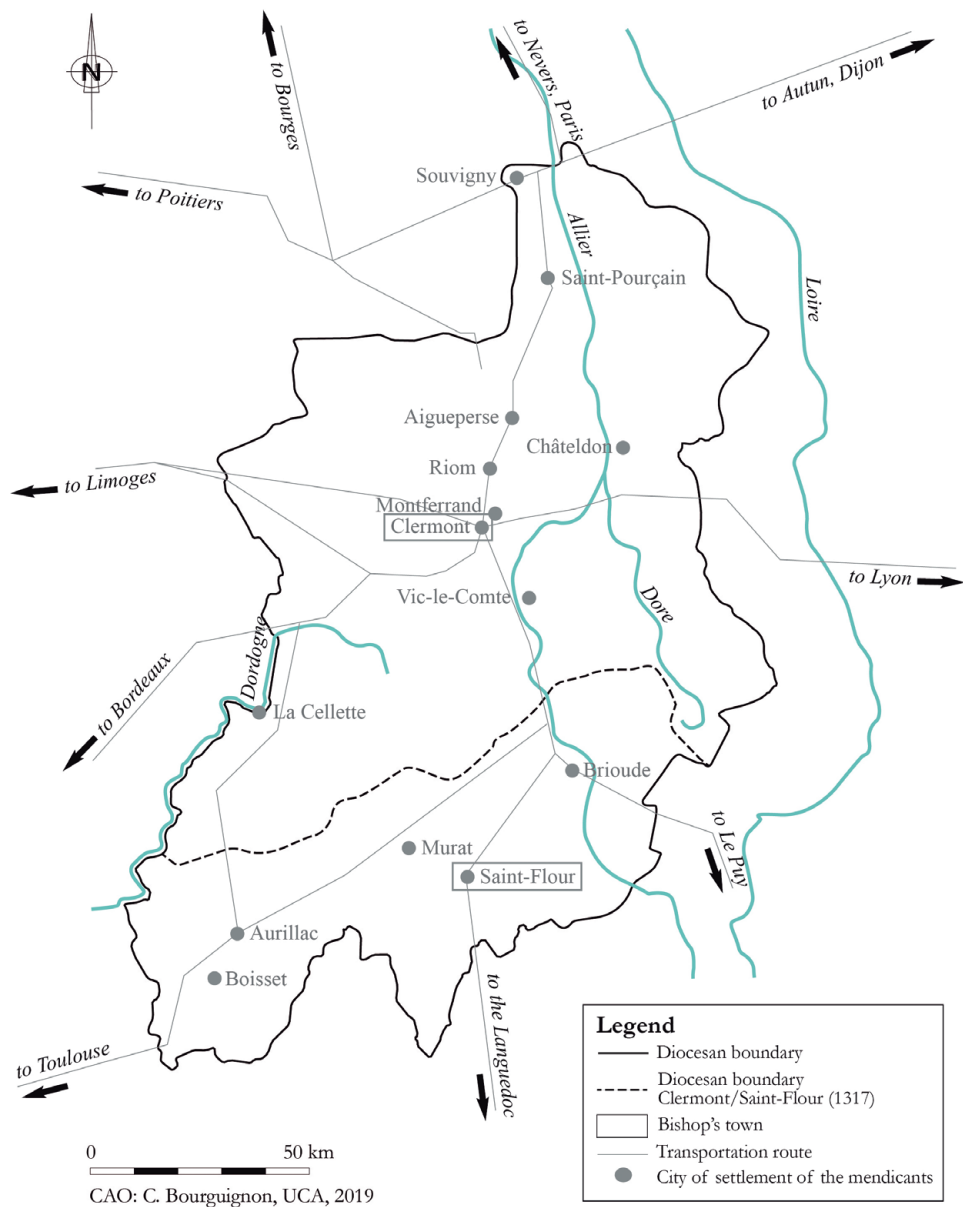 N
to Bourges
to Nevers, Paris
to Autun, Dijon
to Poitiers
Souvigny
Allier
Saint-Pourçain
Loire
Aigueperse
Châteldon
Riom
to Limoges
Montferrand
Clermont
to Lyon
Vic-le-Comte
Dore
Dordogne
to Bordeaux
La Cellette
Brioude
to Le Puy
Murat
Saint-Flour
Aurillac
Boisset
to the Languedoc
to Toulouse
Legend
Diocesan boundary
Diocesan boundary
Clermont/Saint-Flour (1317)
Bishop's town
Transportation route
City of settlement of the mendicants
0 50 km
CAO: C. Bourguignon, UCA, 2019